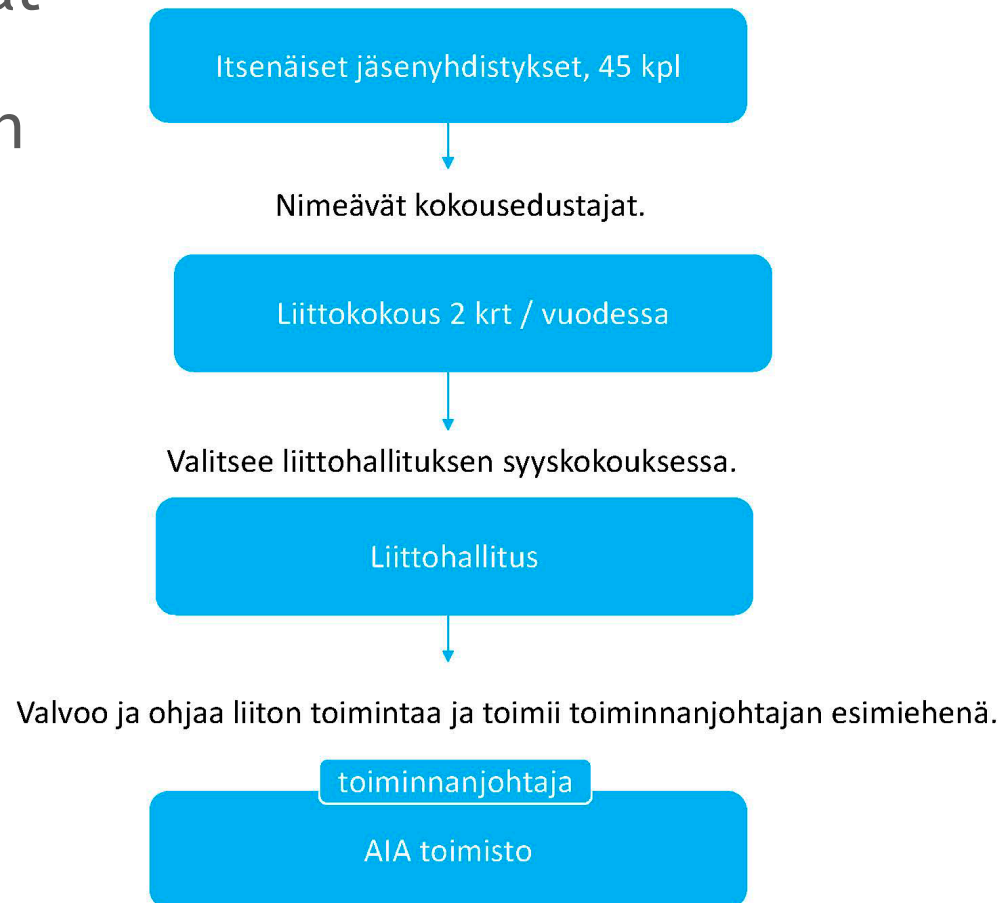 Itsenäiset jäsenyhdistykset, 45 kpl
Nimeävät kokousedustajat.
Liittokokous 2 krt / vuodessa
Valitsee liittohallituksen syyskokouksessa.
Liittohallitus
Valvoo ja ohjaa liiton toimintaa ja toimii toiminnanjohtajan esimiehenä.
toiminnanjohtaja
AIA toimisto